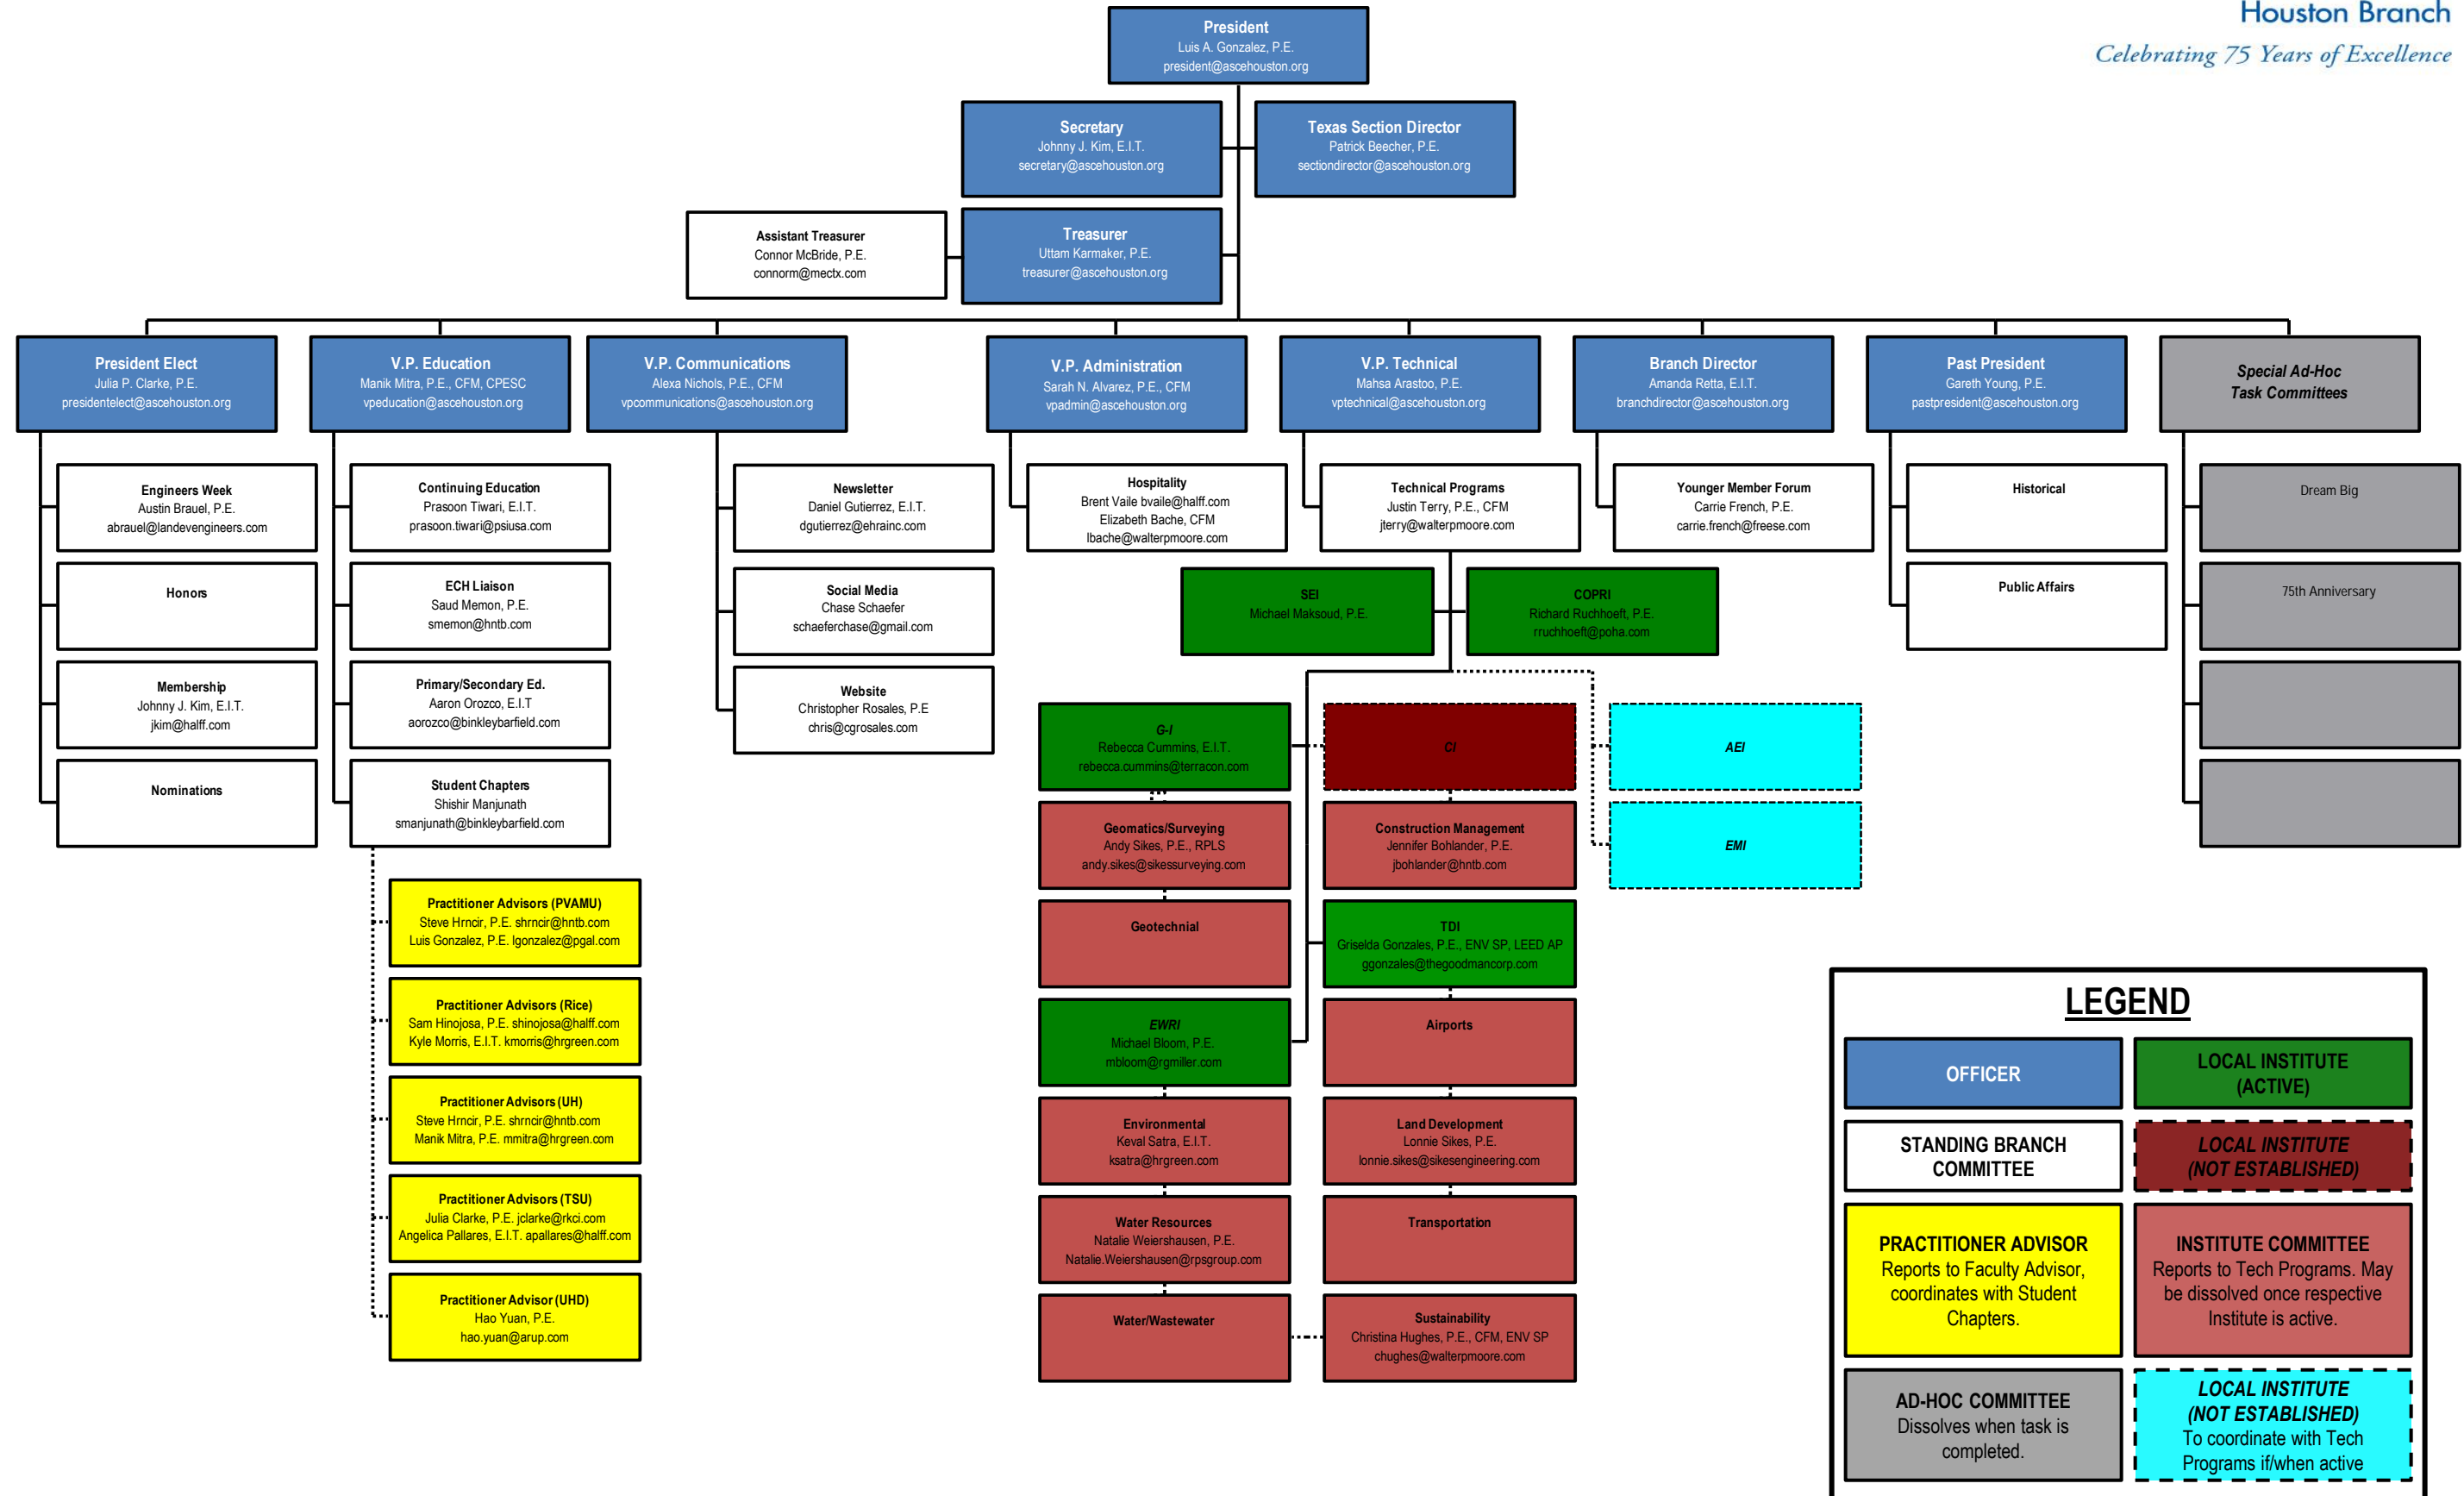 Houston Branch
Celebrating 75 Years of Excellence
President
Luis A. Gonzalez, P.E.
president@ascehouston.org
Secretary
Johnny J. Kim, E.I.T.
secretary@ascehouston.org
Texas Section Director
Patrick Beecher, P.E.
sectiondirector@ascehouston.org
Assistant Treasurer
Connor McBride, P.E.
connorm@mectx.com
Treasurer
Uttam Karmaker, P.E.
treasurer@ascehouston.org
President Elect
Julia P. Clarke, P.E.
presidentelect@ascehouston.org
V.P. Education
Manik Mitra, P.E., CFM, CPESC
vpeducation@ascehouston.org
V.P. Communications
Alexa Nichols, P.E., CFM
vpcommunications@ascehouston.org
V.P. Administration
Sarah N. Alvarez, P.E., CFM
vpadmin@ascehouston.org
V.P. Technical
Mahsa Arastoo, P.E.
vptechnical@ascehouston.org
Branch Director
Amanda Retta, E.I.T.
branchdirector@ascehouston.org
Past President
Gareth Young, P.E.
pastpresident@ascehouston.org
Special Ad-Hoc
Task Committees
Engineers Week
Austin Brauel, P.E.
abrauel@landevengineers.com
Honors
Membership
Johnny J. Kim, E.I.T.
jkim@halff.com
Nominations
Continuing Education
Prasoon Tiwari, E.I.T.
prasoon.tiwari@psiusa.com
ECH Liaison
Saud Memon, P.E.
smemon@hntb.com
Primary/Secondary Ed.
Aaron Orozco, E.I.T
aorozco@binkleybarfield.com
Student Chapters
Shishir Manjunath
smanjunath@binkleybarfield.com
Practitioner Advisors (PVAMU)
Steve Hrncir, P.E. shrncir@hntb.com
Luis Gonzalez, P.E. lgonzalez@pgal.com
Practitioner Advisors (Rice)
Sam Hinojosa, P.E. shinojosa@halff.com
Kyle Morris, E.I.T. kmorris@hrgreen.com
Practitioner Advisors (UH)
Steve Hrncir, P.E. shrncir@hntb.com
Manik Mitra, P.E. mmitra@hrgreen.com
Practitioner Advisors (TSU)
Julia Clarke, P.E. jclarke@rkci.com
Angelica Pallares, E.I.T. apallares@halff.com
Practitioner Advisor (UHD)
Hao Yuan, P.E.
hao.yuan@arup.com
Newsletter
Daniel Gutierrez, E.I.T.
dgutierrez@ehrainc.com
Social Media
Chase Schaefer
schaeferchase@gmail.com
Website
Christopher Rosales, P.E
chris@cgrosales.com
Hospitality
Brent Vaile bvaile@halff.com
Elizabeth Bache, CFM
lbache@walterpmoore.com
Technical Programs
Justin Terry, P.E., CFM
jterry@walterpmoore.com
SEI
Michael Maksoud, P.E.
COPRI
Richard Ruchhoeft, P.E.
rruchhoeft@poha.com
G-I
Rebecca Cummins, E.I.T.
rebecca.cummins@terracon.com
Geomatics/Surveying
Andy Sikes, P.E., RPLS
andy.sikes@sikessurveying.com
Geotechnial
EWRI
Michael Bloom, P.E.
mbloom@rgmiller.com
Environmental
Keval Satra, E.I.T.
ksatra@hrgreen.com
Water Resources
Natalie Weiershausen, P.E.
Natalie.Weiershausen@rpsgroup.com
Water/Wastewater
CI
Construction Management
Jennifer Bohlander, P.E.
jbohlander@hntb.com
TDI
Griselda Gonzales, P.E., ENV SP, LEED AP
ggonzales@thegoodmancorp.com
Airports
Land Development
Lonnie Sikes, P.E.
lonnie.sikes@sikesengineering.com
Transportation
Sustainability
Christina Hughes, P.E., CFM, ENV SP
chughes@walterpmoore.com
AEI
EMI
Younger Member Forum
Carrie French, P.E.
carrie.french@freese.com
Historical
Public Affairs
Dream Big
75th Anniversary
LEGEND
OFFICER
LOCAL INSTITUTE
(ACTIVE)
STANDING BRANCH
COMMITTEE
LOCAL INSTITUTE
(NOT ESTABLISHED)
PRACTITIONER ADVISOR
Reports to Faculty Advisor,
coordinates with Student
Chapters.
INSTITUTE COMMITTEE
Reports to Tech Programs. May
be dissolved once respective
Institute is active.
AD-HOC COMMITTEE
Dissolves when task is
completed.
LOCAL INSTITUTE
(NOT ESTABLISHED)
To coordinate with Tech
Programs if/when active